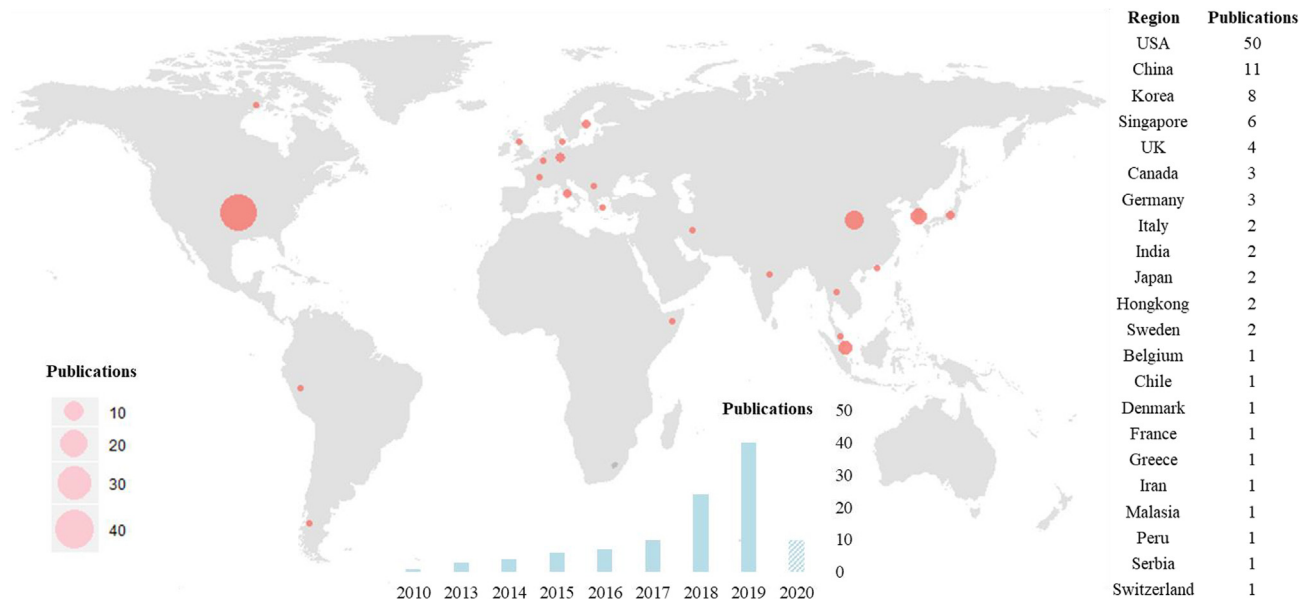 Region Publications
USA 50
China 11
Korea 8
Singapore 6
UK 4
Canada 3
Germany 3
Italy 2
India 2
Japan 2
Hongkong 2
Sweden 2
Belgium 1
Chile 1
Denmark 1
France 1
Greece 1
Iran 1
Malasia 1
Peru 1
Serbia 1
Switzerland 1
Publications
10
20
30
40
Publications
50
40
30
20
10
0
2010 2013 2014 2015 2016 2017 2018 2019 2020